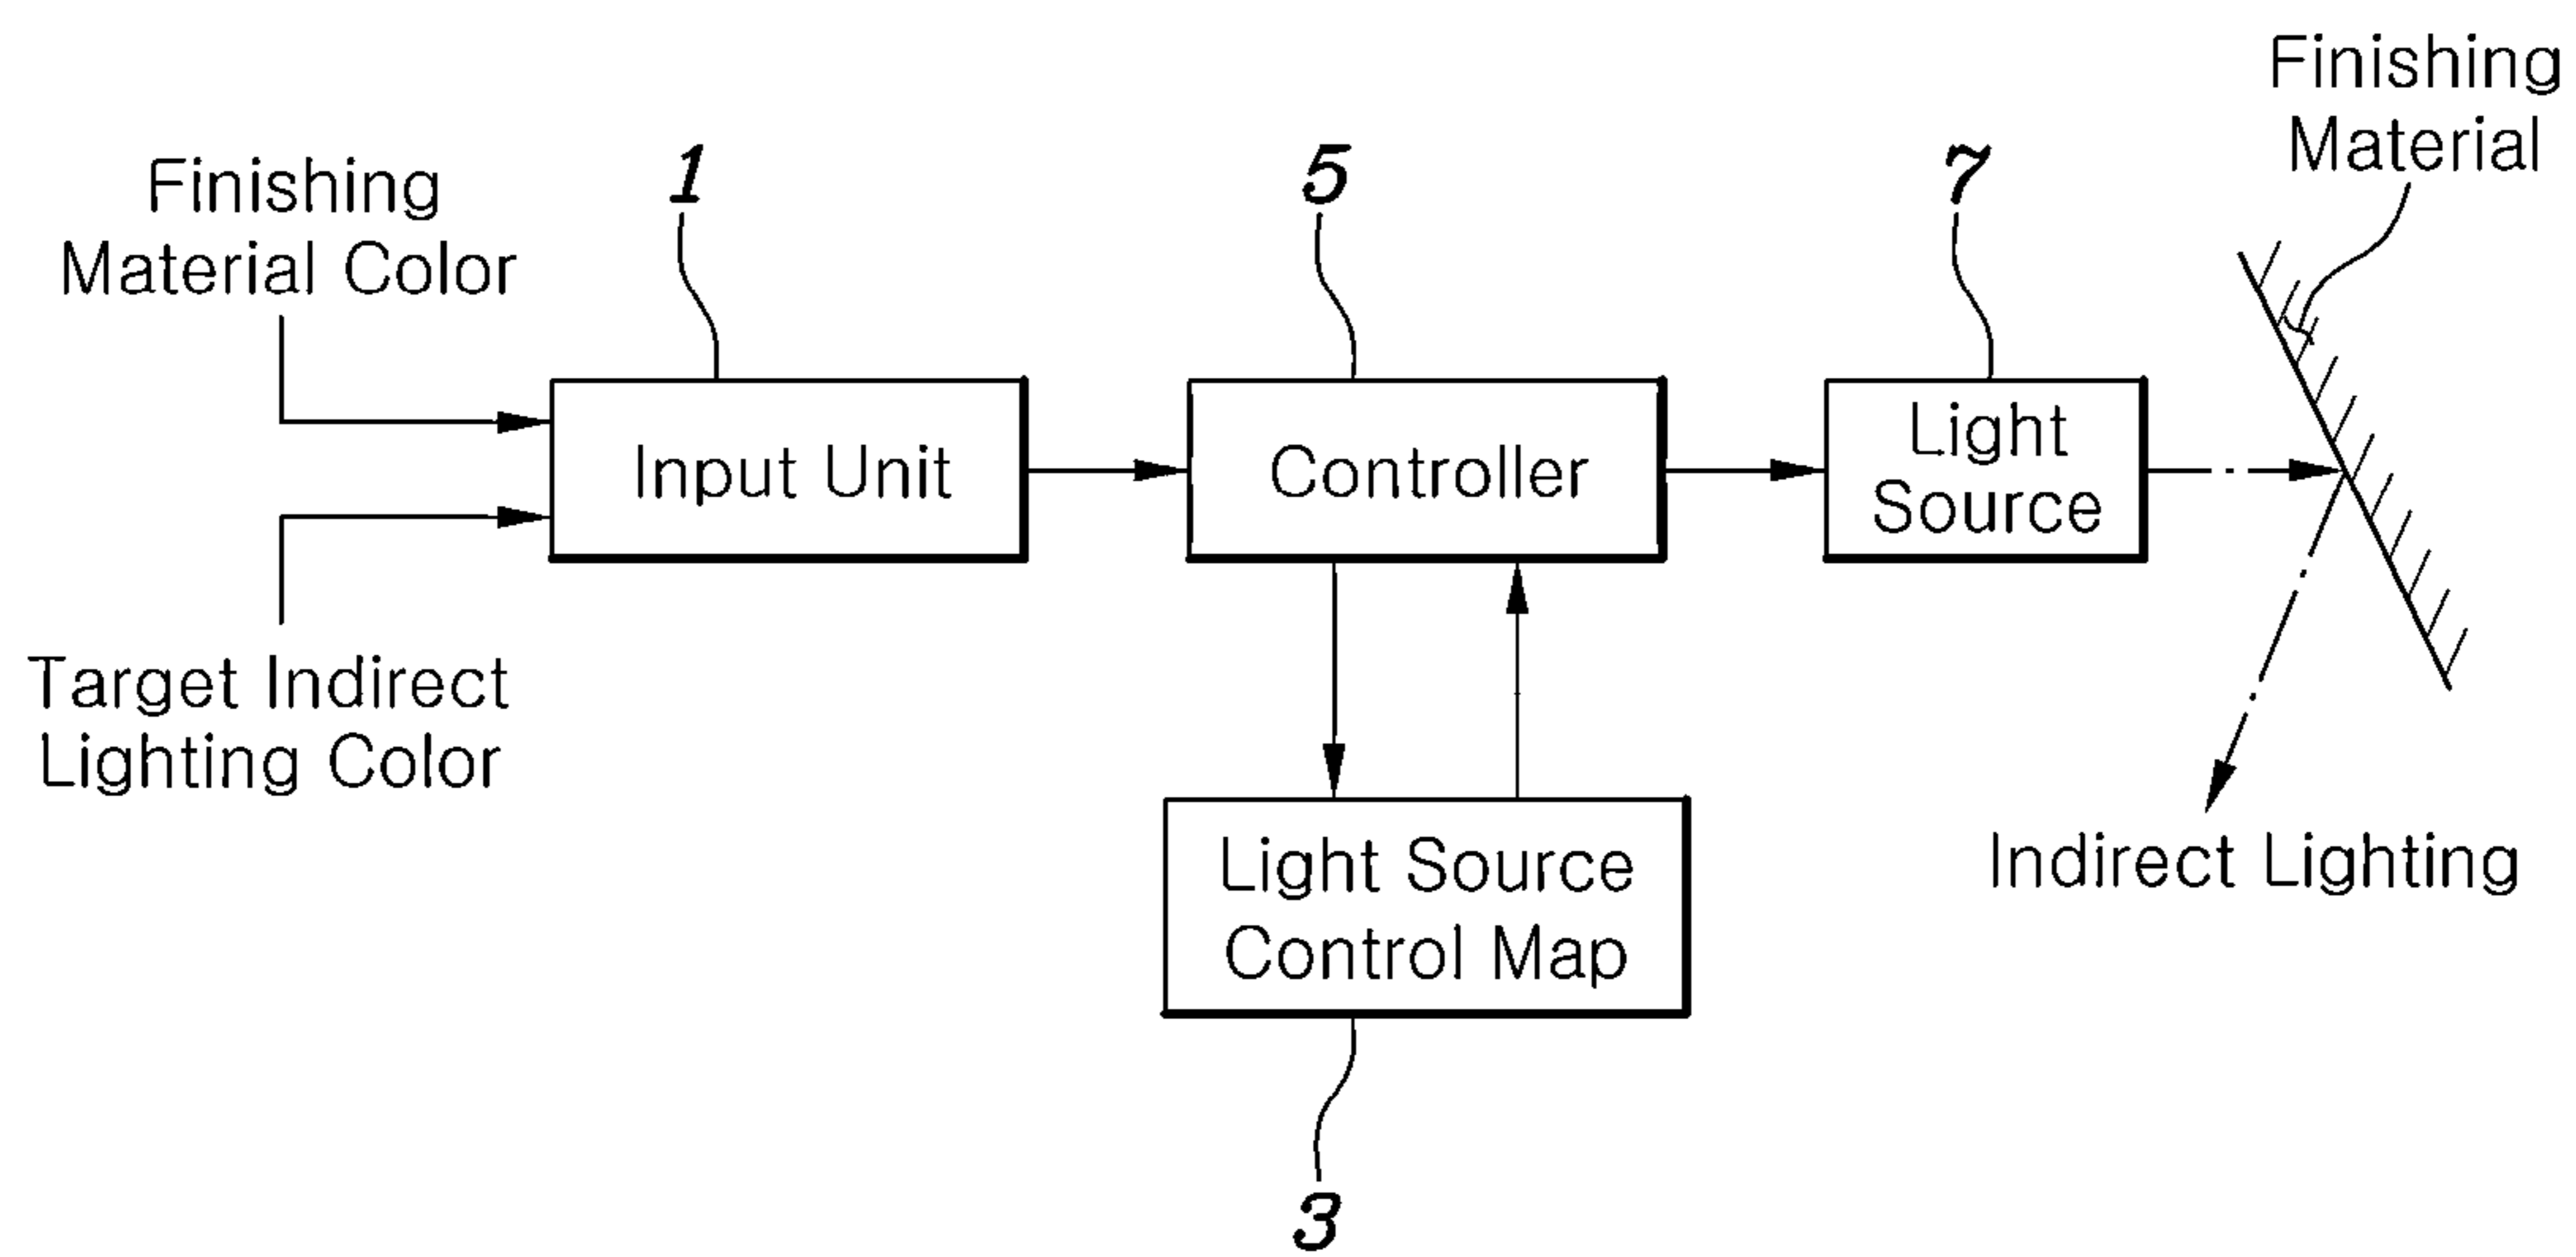 Finishing
Material
1
5
7
Finishing
Material Color
Input Unit
Controller
Light
Source
Target Indirect
Lighting Color
Light Source
Control Map
Indirect Lighting
3